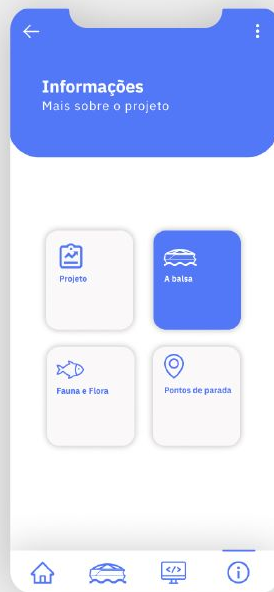 Informações
Mais sobre o projeto
Projeto
A balsa
Fauna e Flora
Pontos de parada